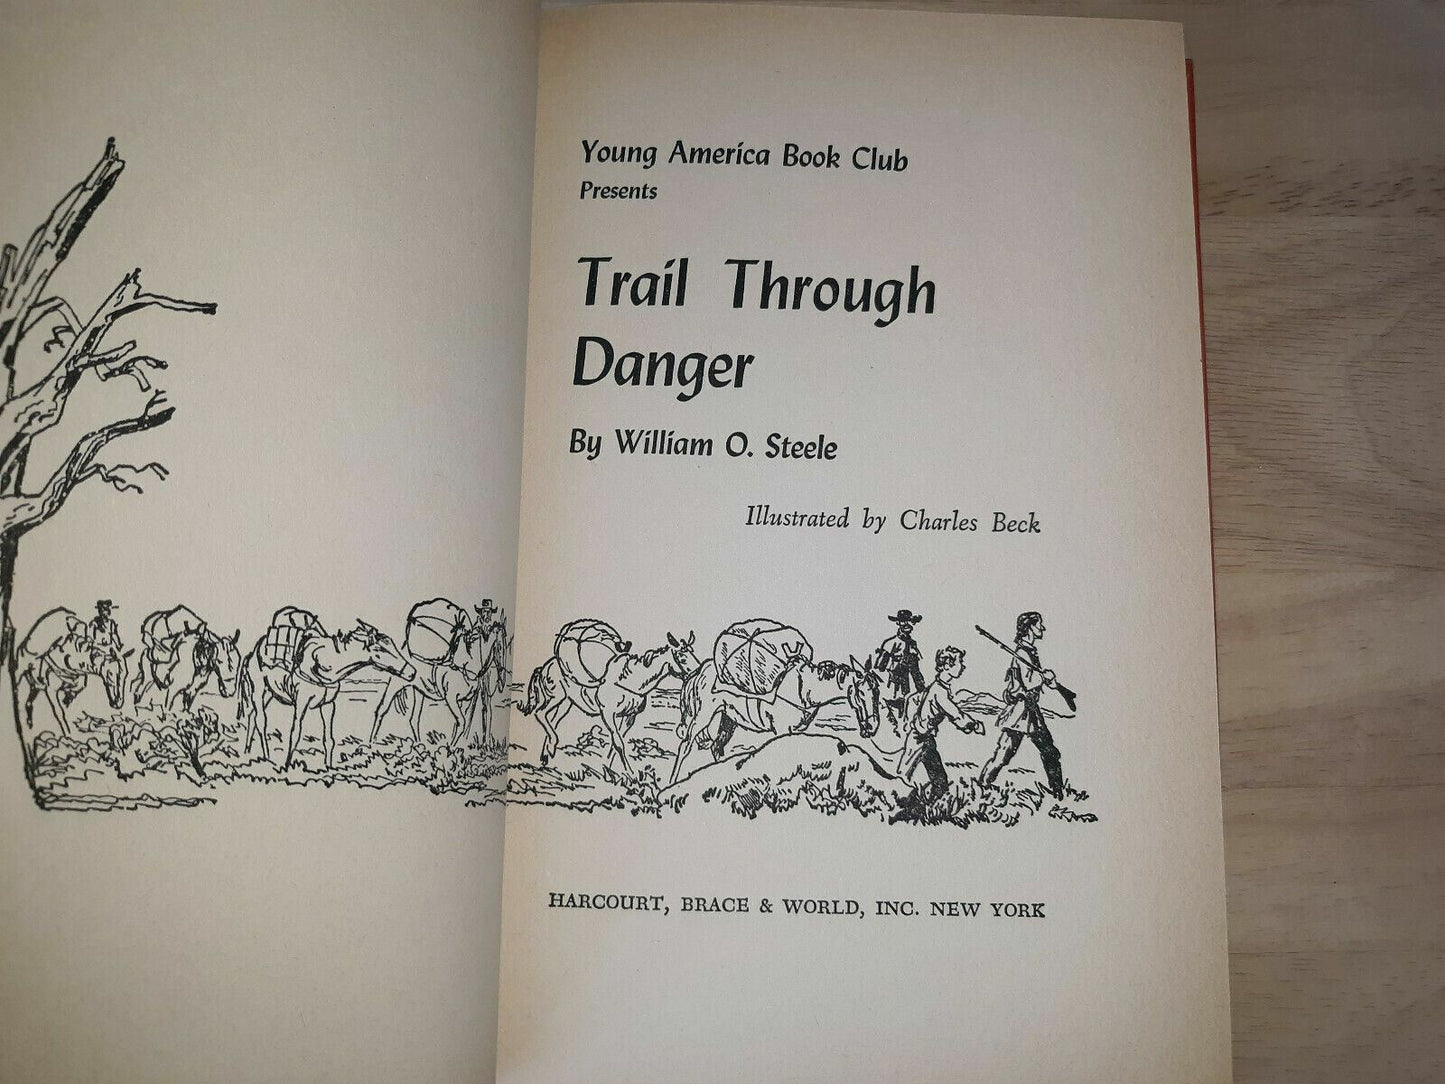 Young America Book Club
Presents
Trail Through
Danger
By William O. Steele
Illustrated by Charles Beck
HARCOURT, BRACE & WORLD, INC. NEW YORK